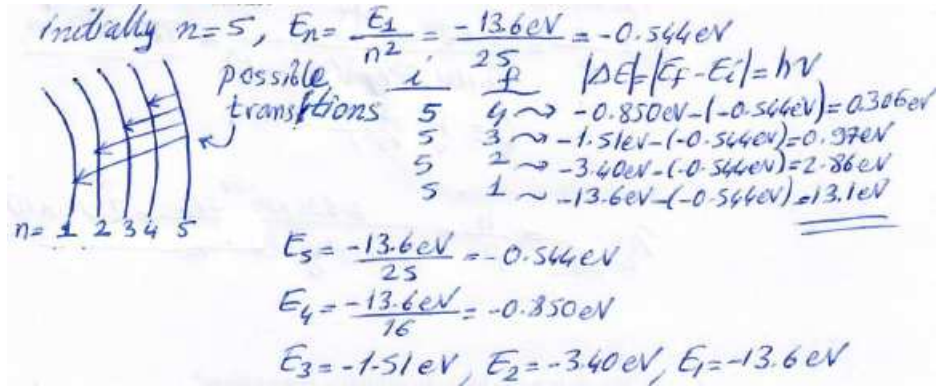 initially n=5, En = E1/n² = -13.6eV/25 = -0.544eV
possible transitions i f |ΔE|=|Ef-Ei|=hν
5 4 → -0.850eV-(-0.544eV)=0.306eV
5 3 → -1.51eV-(-0.544eV)=0.97eV
5 2 → -3.40eV-(-0.544eV)=2.86eV
5 1 ~ -13.6eV-(-0.544eV)=13.1eV
n= 1 2 3 4 5
E5 = -13.6eV/25 = -0.544eV
E4 = -13.6eV/16 = -0.850eV
E3=-1.51eV, E2=-3.40eV, E1=-13.6eV